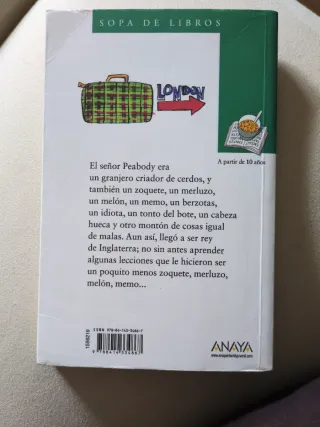 SOPA DE LIBROS
LONDON
A partir de 10 años
El señor Peabody era
un granjero criador de cerdos, y
también un zoquete, un merluzo,
un melón, un memo, un berzotas,
un idiota, un tonto del bote, un cabeza
hueca y otro montón de cosas igual
de malas. Aun así, llegó a ser rey
de Inglaterra; no sin antes aprender
algunas lecciones que le hicieron ser
un poquito menos zoquete, merluzo,
melón, memo...
1589219
ANAYA